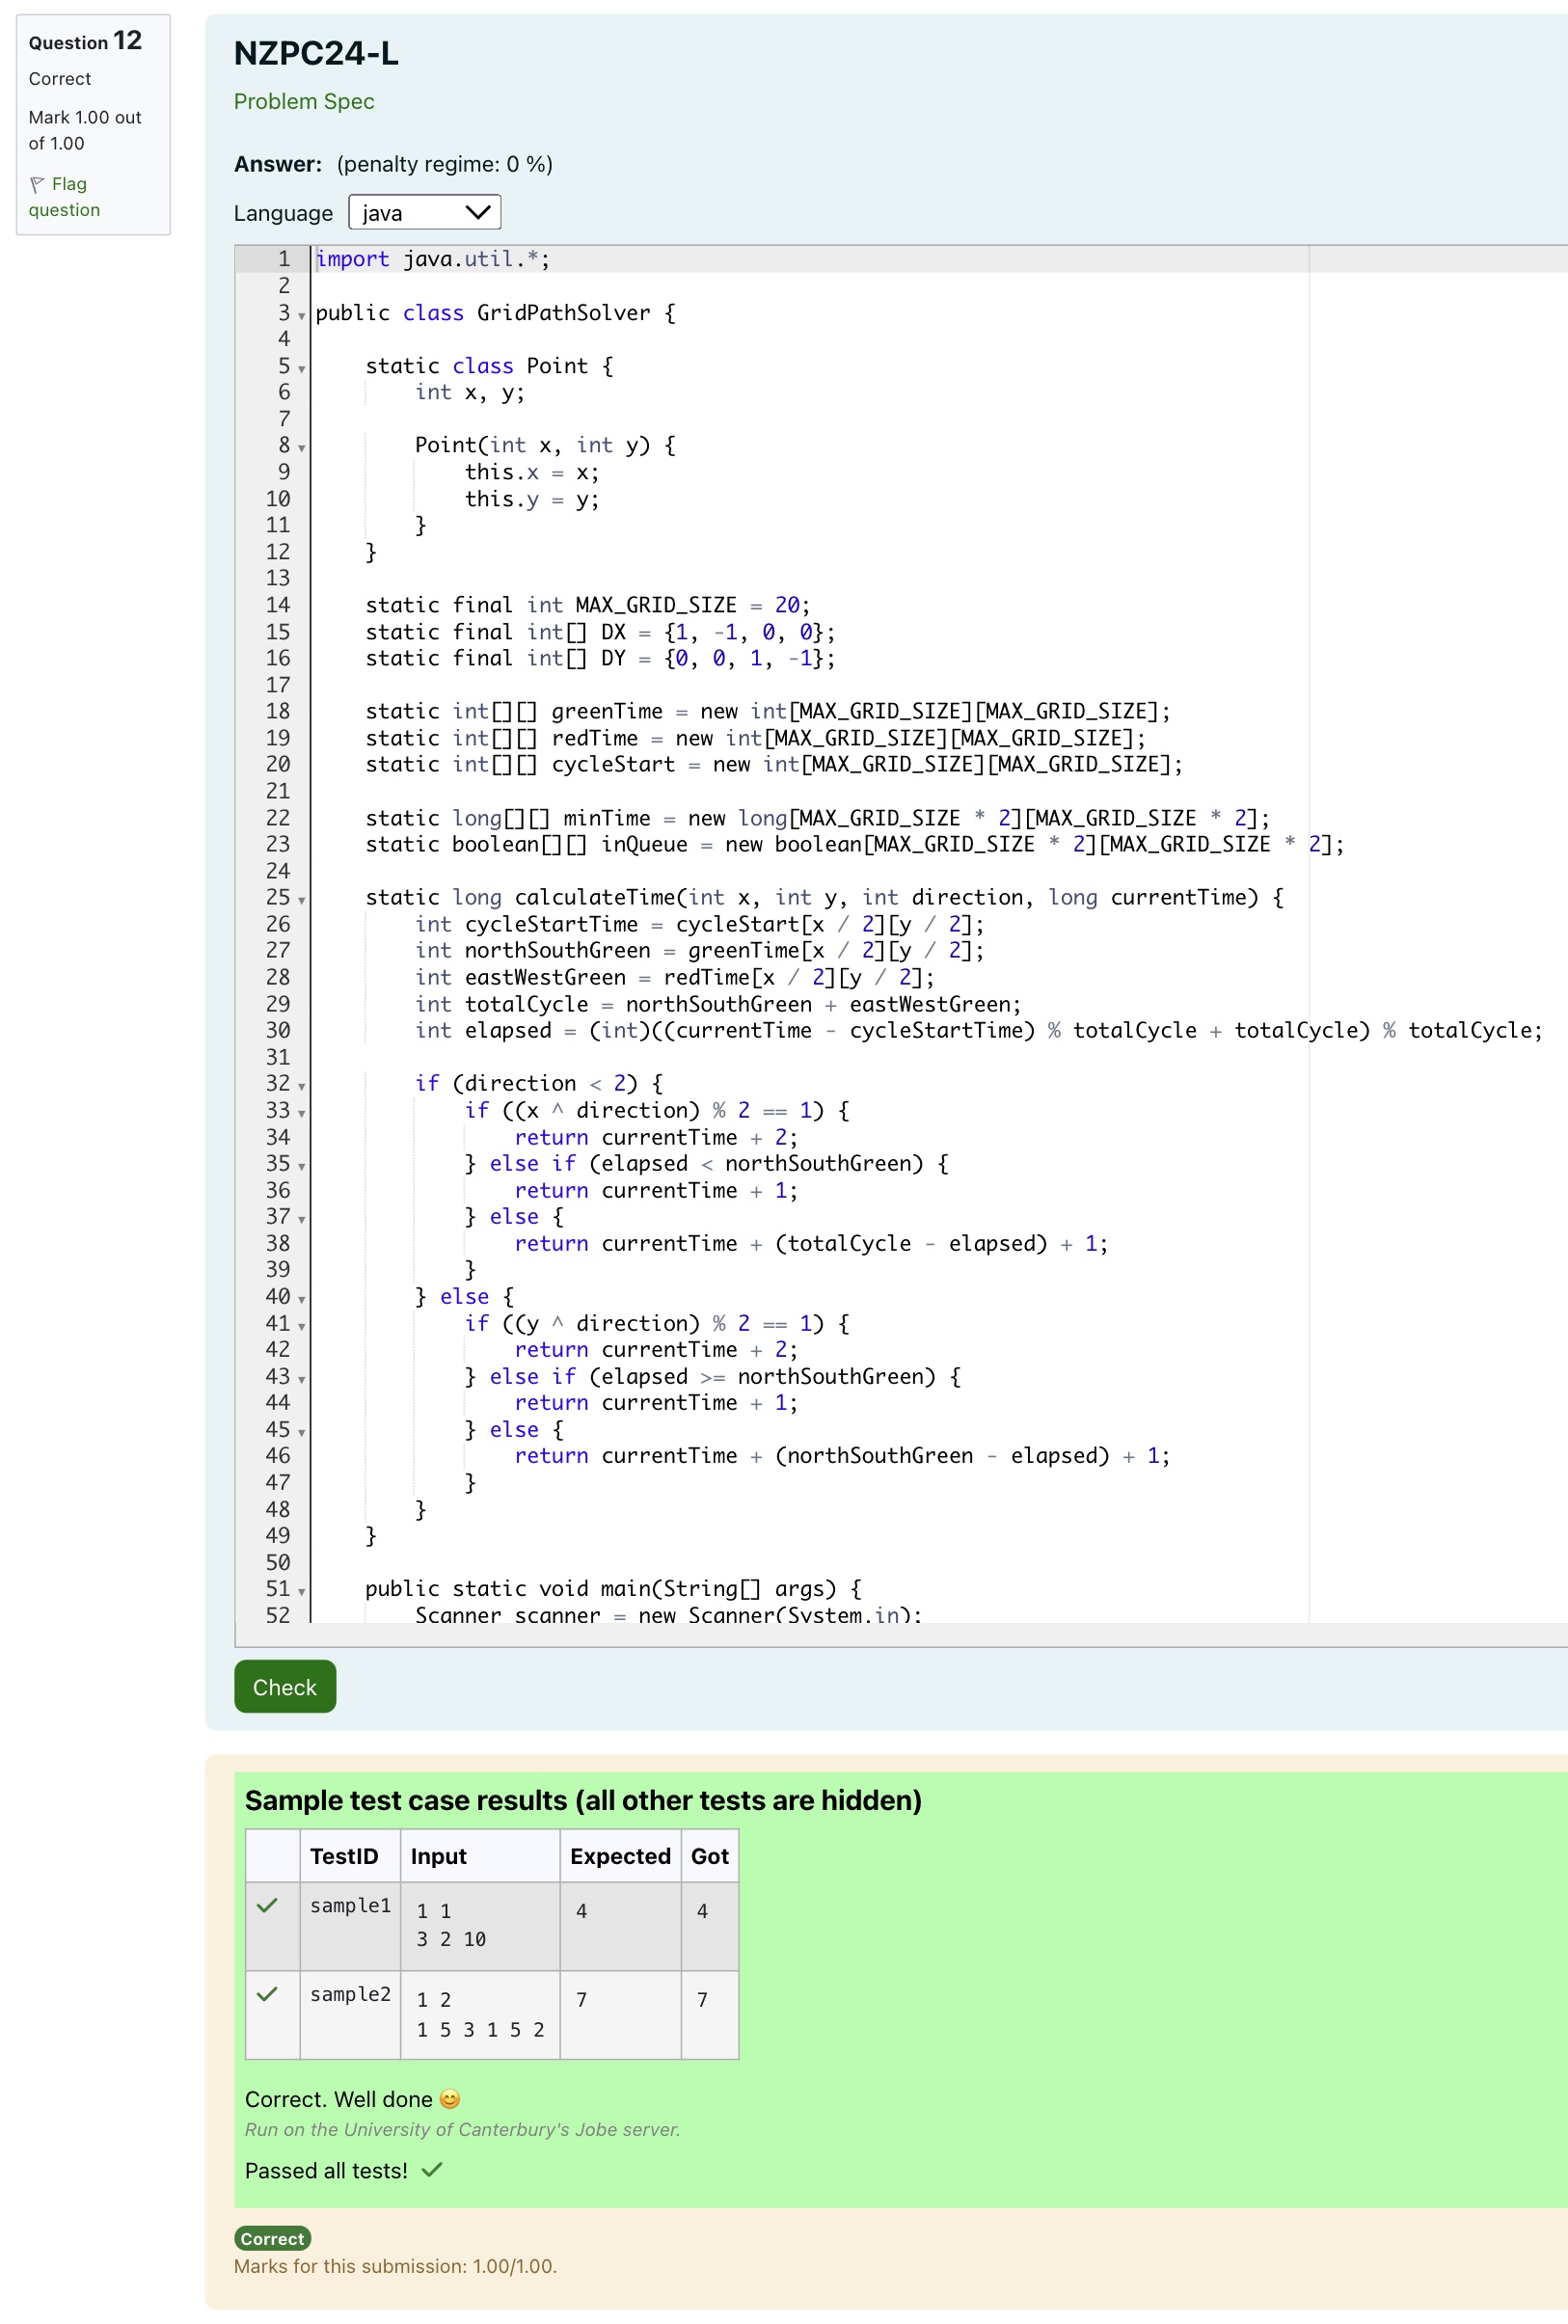 Question 12
Correct
Mark 1.00 out
of 1.00
Flag
question
NZPC24-L
Problem Spec
Answer: (penalty regime: 0 %)
Language java
1 import java.util.*;
2
3 public class GridPathSolver {
4
5     static class Point {
6         int x, y;
7
8         Point(int x, int y) {
9             this.x = x;
10             this.y = y;
11         }
12     }
13
14     static final int MAX_GRID_SIZE = 20;
15     static final int[] DX = {1, -1, 0, 0};
16     static final int[] DY = {0, 0, 1, -1};
17
18     static int[][] greenTime = new int[MAX_GRID_SIZE][MAX_GRID_SIZE];
19     static int[][] redTime = new int[MAX_GRID_SIZE][MAX_GRID_SIZE];
20     static int[][] cycleStart = new int[MAX_GRID_SIZE][MAX_GRID_SIZE];
21
22     static long[][] minTime = new long[MAX_GRID_SIZE * 2][MAX_GRID_SIZE * 2];
23     static boolean[][] inQueue = new boolean[MAX_GRID_SIZE * 2][MAX_GRID_SIZE * 2];
24
25     static long calculateTime(int x, int y, int direction, long currentTime) {
26         int cycleStartTime = cycleStart[x / 2][y / 2];
27         int northSouthGreen = greenTime[x / 2][y / 2];
28         int eastWestGreen = redTime[x / 2][y / 2];
29         int totalCycle = northSouthGreen + eastWestGreen;
30         int elapsed = (int)((currentTime - cycleStartTime) % totalCycle + totalCycle) % totalCycle;
31
32         if (direction < 2) {
33             if ((x ^ direction) % 2 == 1) {
34                 return currentTime + 2;
35             } else if (elapsed < northSouthGreen) {
36                 return currentTime + 1;
37             } else {
38                 return currentTime + (totalCycle - elapsed) + 1;
39             }
40         } else {
41             if ((y ^ direction) % 2 == 1) {
42                 return currentTime + 2;
43             } else if (elapsed >= northSouthGreen) {
44                 return currentTime + 1;
45             } else {
46                 return currentTime + (northSouthGreen - elapsed) + 1;
47             }
48         }
49     }
50
51     public static void main(String[] args) {
52         Scanner scanner = new Scanner(System.in);
Check
Sample test case results (all other tests are hidden)
TestID Input Expected Got
sample1 1 1 4 4
3 2 10
sample2 1 2 7 7
1 5 3 1 5 2
Correct. Well done 😊
Run on the University of Canterbury's Jobe server.
Passed all tests! ✓
Correct
Marks for this submission: 1.00/1.00.